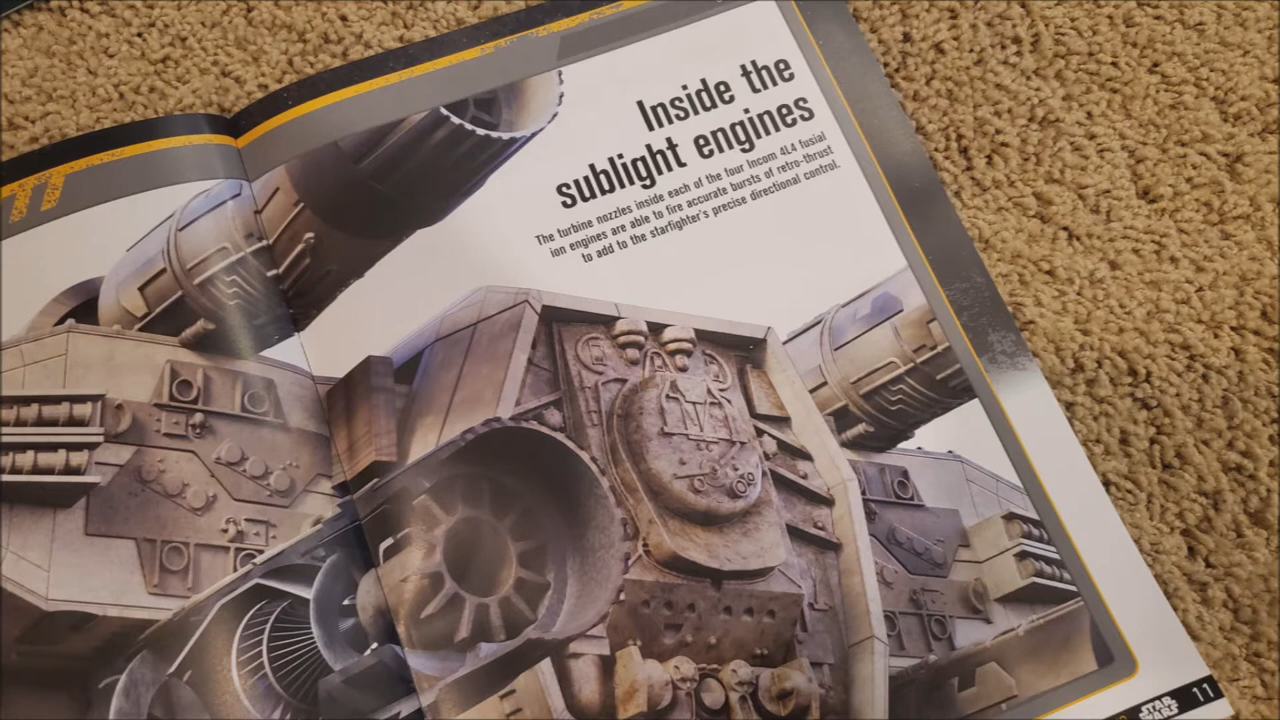 Inside the
sublight engines
The turbine nozzles inside each of the four Incom 4L4 fusial
ion engines are able to fire accurate bursts of retro-thrust
to add to the starfighter's precise directional control.
STAR
WARS
11